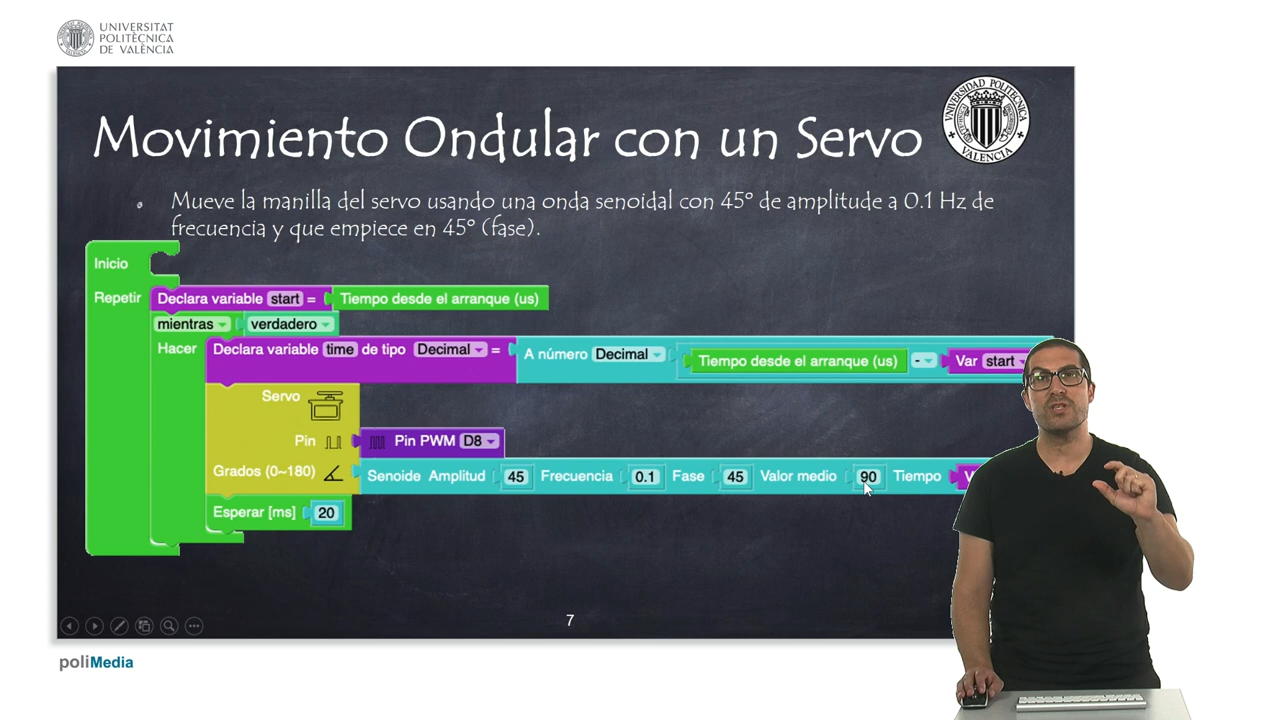 UNIVERSITAT
POLITÈCNICA
DE VALÈNCIA
UNIVERSIDAD POLITECNICA
VALENCIA
Movimiento Ondular con un Servo
Mueve la manilla del servo usando una onda senoidal con 45º de amplitude a 0.1 Hz de
frecuencia y que empiece en 45º (fase).
Inicio
Repetir Declara variable start = Tiempo desde el arranque (us)
mientras verdadero
Hacer Declara variable time de tipo Decimal = A número Decimal Tiempo desde el arranque (us) - Var start
Servo
Pin Pin PWM D8
Grados (0~180) Senoide Amplitud 45 Frecuencia 0.1 Fase 45 Valor medio 90 Tiempo
Esperar [ms] 20
7
poliMedia